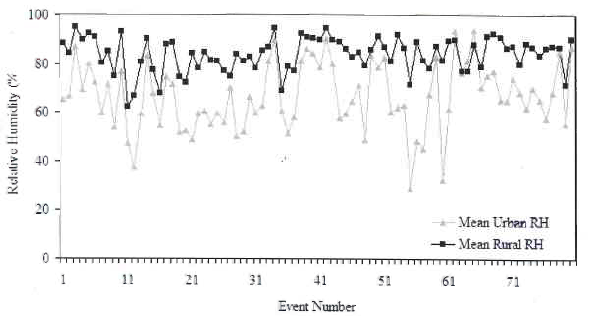 100
80
60
40
20
0
Relative Humidity (%
1 11 21 31 41 51 61 71
Event Number
Mean Urban RH
Mean Rural RH